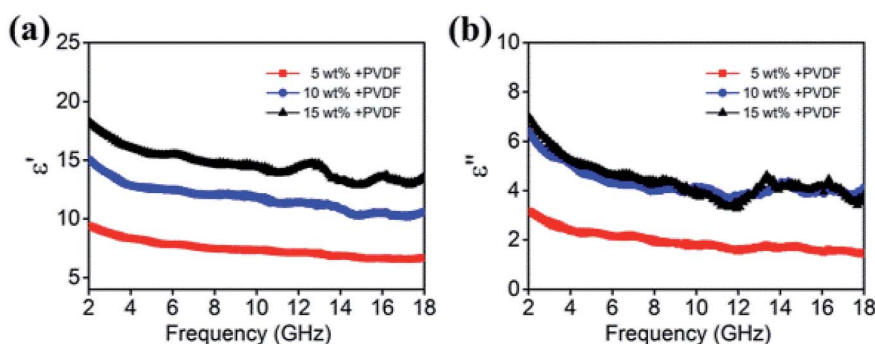 (a)
25
20
15
10
5
ε'
5 wt% +PVDF
10 wt% +PVDF
15 wt% +PVDF
2 4 6 8 10 12 14 16 18
Frequency (GHz)
(b)
10
8
6
4
2
0
ε"
5 wt% +PVDF
10 wt% +PVDF
15 wt% +PVDF
2 4 6 8 10 12 14 16 18
Frequency (GHz)